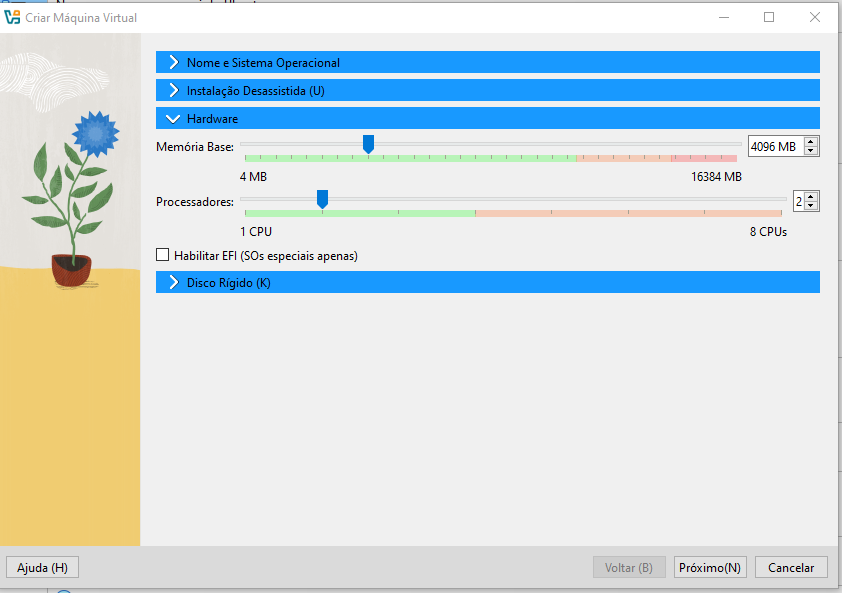 Criar Máquina Virtual
Nome e Sistema Operacional
Instalação Desassistida (U)
Hardware
Memória Base:
4096 MB
4 MB
16384 MB
Processadores:
2
1 CPU
8 CPUs
Habilitar EFI (SOs especiais apenas)
Disco Rígido (K)
Ajuda (H)
Voltar (B)
Próximo(N)
Cancelar